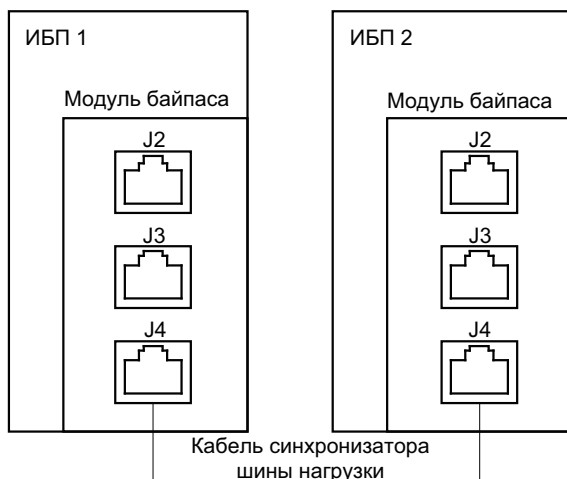 ИБП 1
Модуль байпаса
J2
J3
J4
ИБП 2
Модуль байпаса
J2
J3
J4
Кабель синхронизатора
шины нагрузки